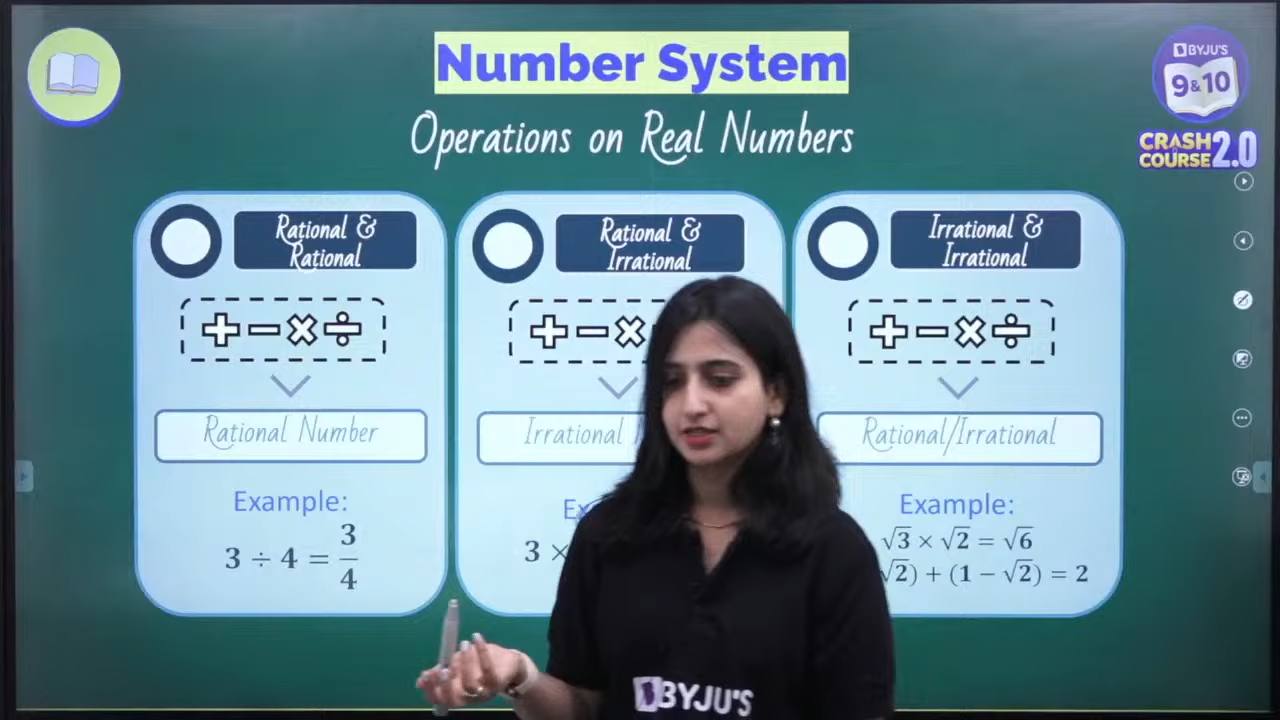 Number System
Operations on Real Numbers
BYJU'S
9&10
CRASH
COURSE 2.0
Rational &
Rational
Rational Number
Example:
3 ÷ 4 = 3/4
Rational &
Irrational
Irrational
3 ×
Irrational &
Irrational
Rational/Irrational
Example:
√3 × √2 = √6
√2) + (1 − √2) = 2
BYJU'S